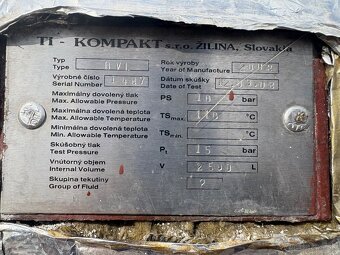 TI - KOMPAKT s.r.o. ŽILINA, Slovakia
Typ
Type
Rok výroby
Year of Manufacture
Výrobné číslo
Serial Number
Dátum skúšky
Date of Test
Maximálny dovolený tlak PS 10 bar
Max. Allowable Pressure
Maximálna dovolená teplota TSmax. 110 °C
Max. Allowable Temperature
Minimálna dovolená teplota TSmin. °C
Min. Allowable Temperature
Skúšobný tlak Pt 15 bar
Test Pressure
Vnútorný objem V 2500 L
Internal Volume
Skupina tekutiny 2
Group of Fluid